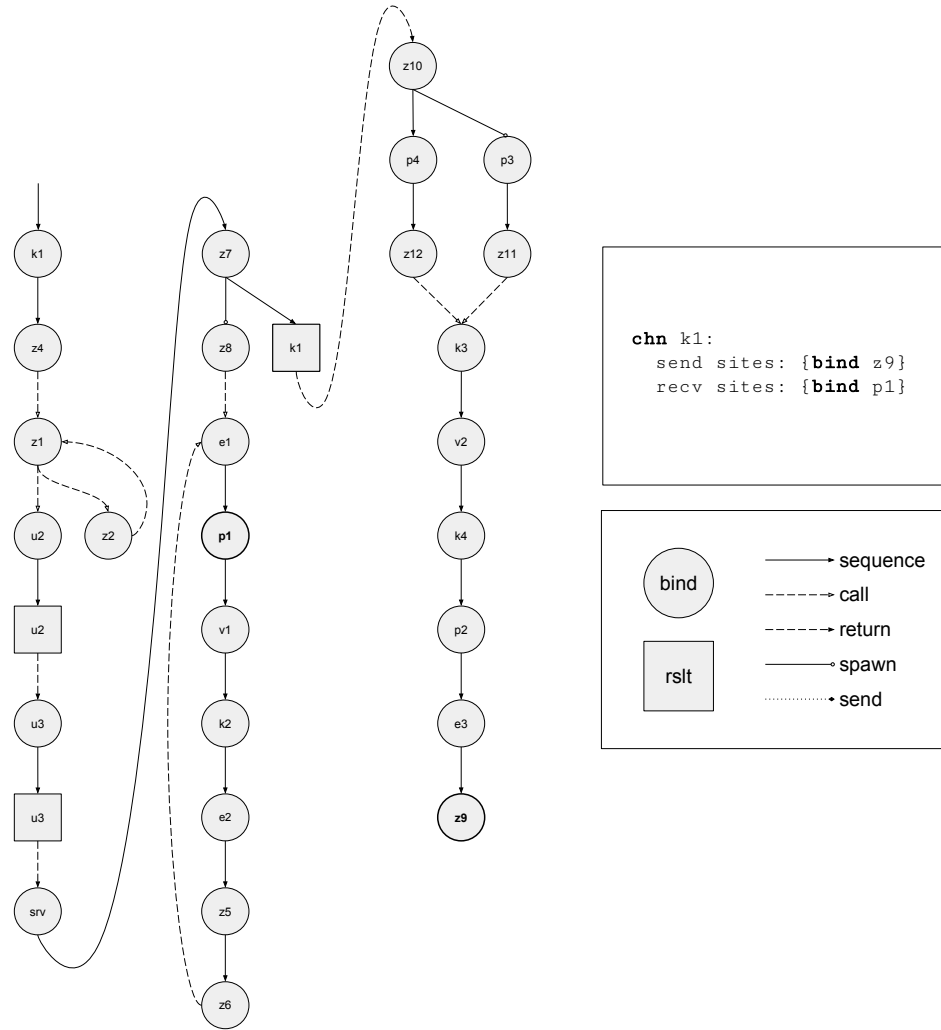 z10
p4
p3
k1
z7
z12
z11
z4
z8
k1
k3
z1
e1
v2
u2
z2
p1
k4
u2
v1
p2
u3
k2
e3
u3
e2
z9
srv
z5
z6
chn k1:
send sites: {bind z9}
recv sites: {bind p1}
bind
rslt
sequence
call
return
spawn
send